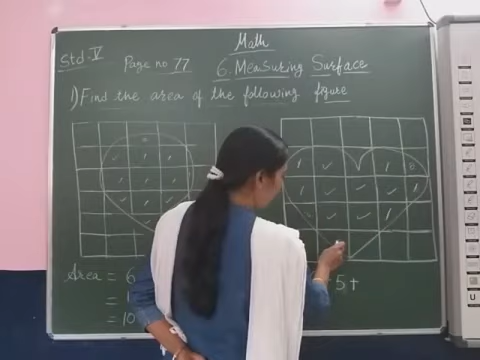 Math
Std. V
Page no 77
6. Measuring Surface
1) Find the area of the following figure
Area = 6
= 1
= 10
5 +